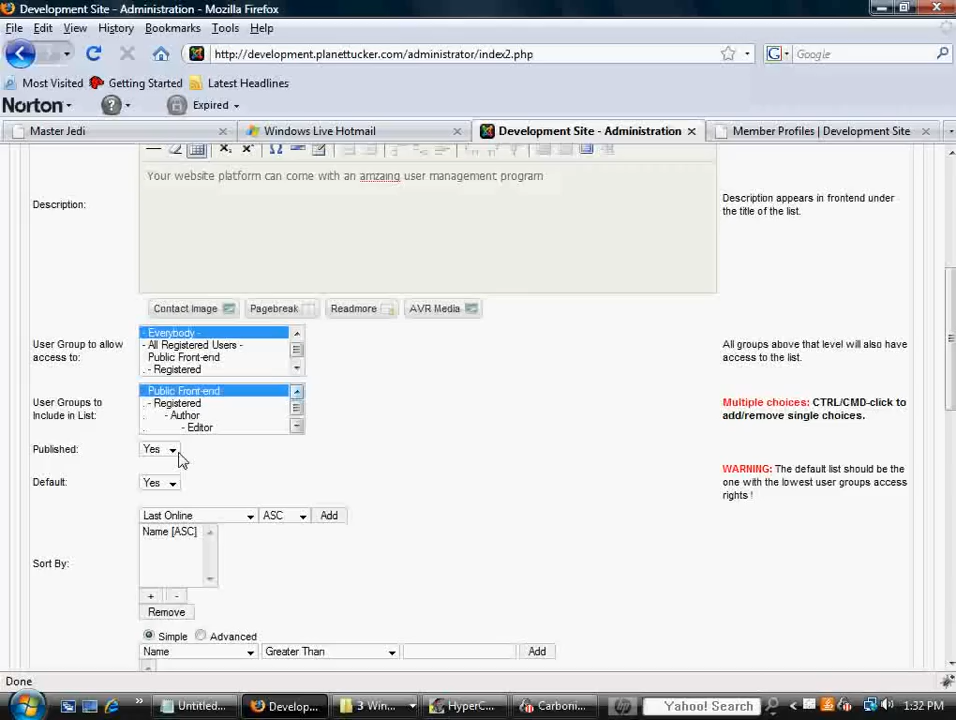 Development Site - Administration - Mozilla Firefox
File Edit View History Bookmarks Tools Help
http://development.planettucker.com/administrator/index2.php
Google
Most Visited Getting Started Latest Headlines
Norton Expired
Master Jedi Windows Live Hotmail Development Site - Administration Member Profiles | Development Site
Your website platform can come with an amzaing user management program
Description:
Description appears in frontend under
the title of the list.
Contact Image Pagebreak Readmore AVR Media
- Everybody -
User Group to allow
access to:
- All Registered Users -
Public Front-end
- Registered
All groups above that level will also have
access to the list.
Public Front-end
User Groups to
Include in List:
. - Registered
. - Author
. - Editor
Multiple choices: CTRL/CMD-click to
add/remove single choices.
Published: Yes
Default: Yes
WARNING: The default list should be the
one with the lowest user groups access
rights !
Last Online ASC Add
Name [ASC]
Sort By:
+ -
Remove
Simple Advanced
Name Greater Than Add
Done
Untitled... Develop... 3 Win... HyperC... Carboni... Yahoo! Search 1:32 PM